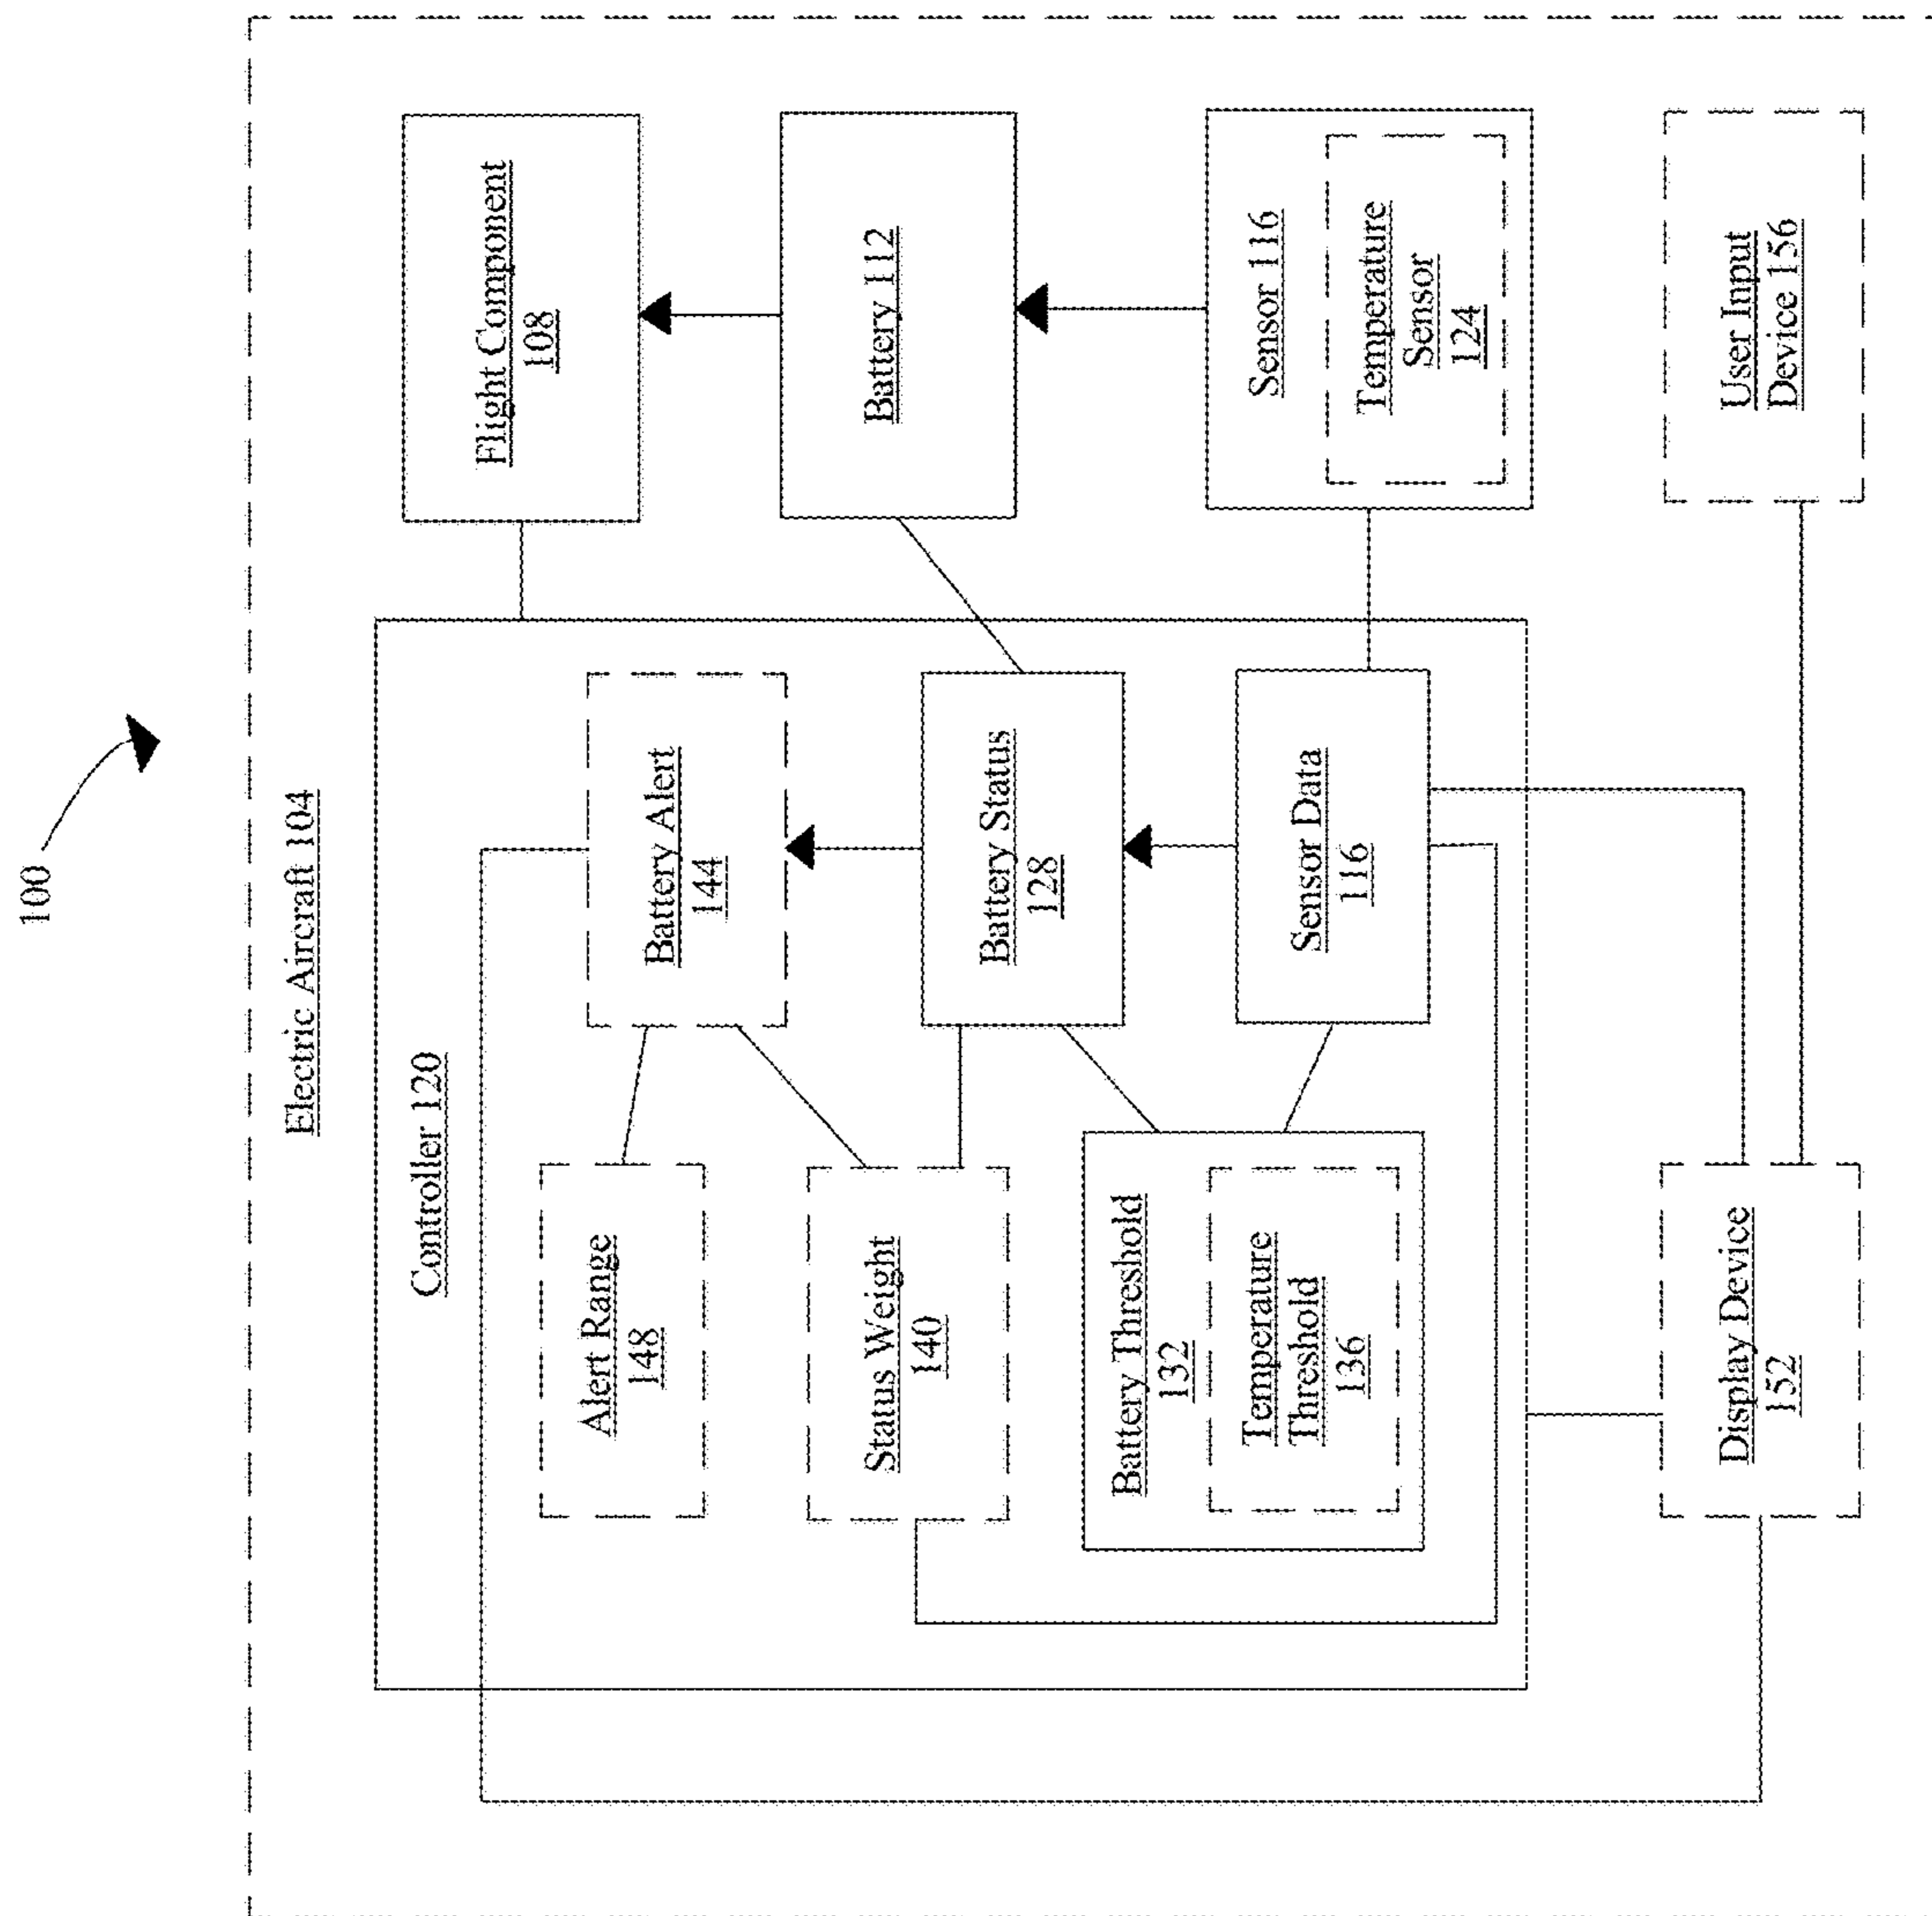 100
Electric Aircraft 104
Controller 120
Flight Component
108
Battery Alert
144
Alert Range
148
Battery 112
Battery Status
128
Status Weight
140
Sensor 116
Temperature
Sensor
124
Sensor Data
116
Battery Threshold
132
Temperature
Threshold
136
User Input
Device 156
Display Device
152